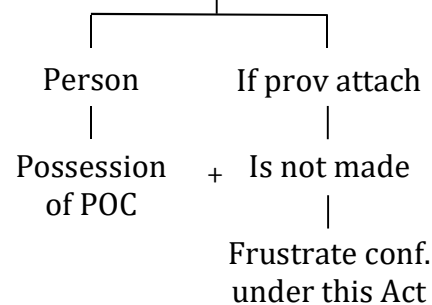 Person
If prov attach
Possession
of POC
+
Is not made
Frustrate conf.
under this Act